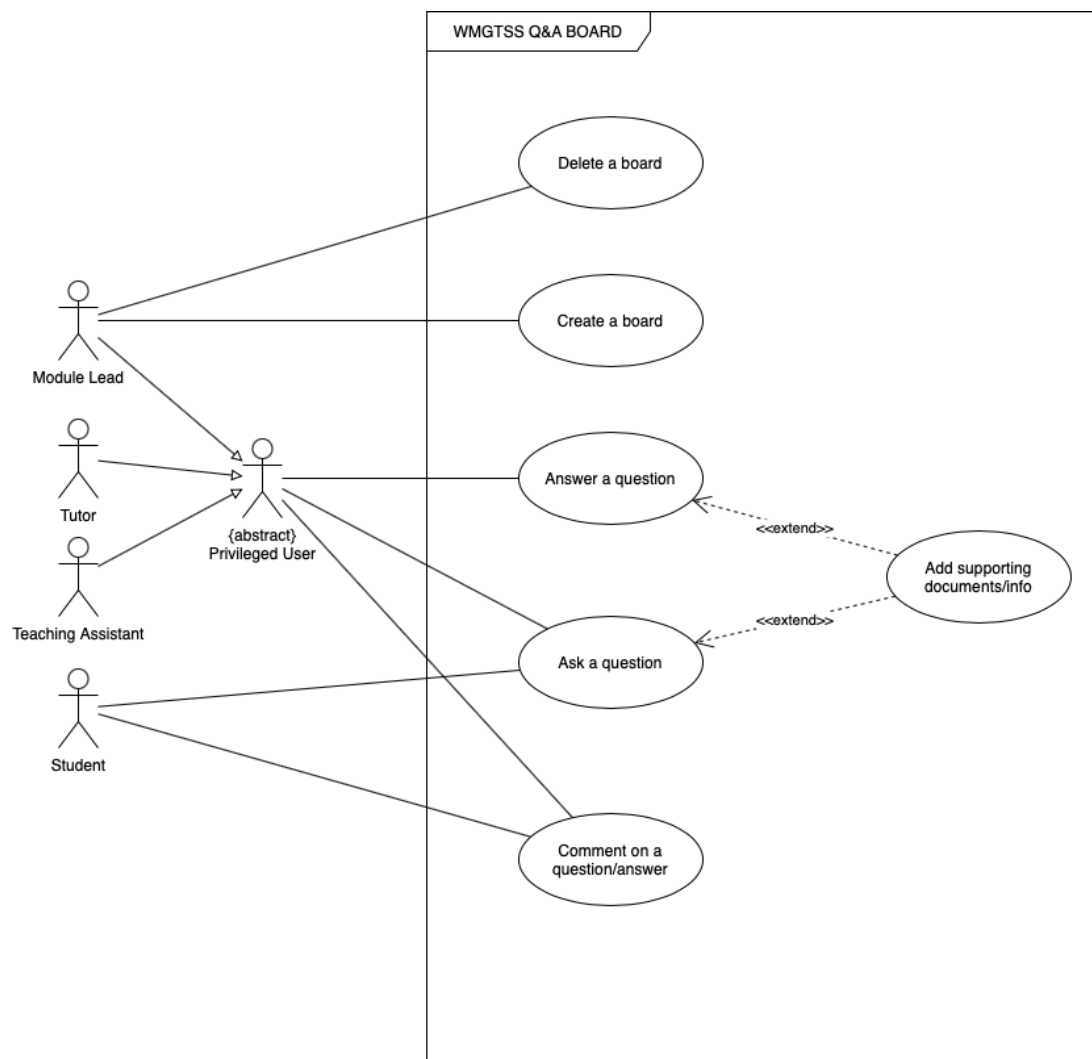 WMGTSS Q&A BOARD
Delete a board
Create a board
Module Lead
Answer a question
Tutor
{abstract}
Privileged User
<<extend>>
Add supporting
documents/info
Teaching Assistant
<<extend>>
Ask a question
Student
Comment on a
question/answer